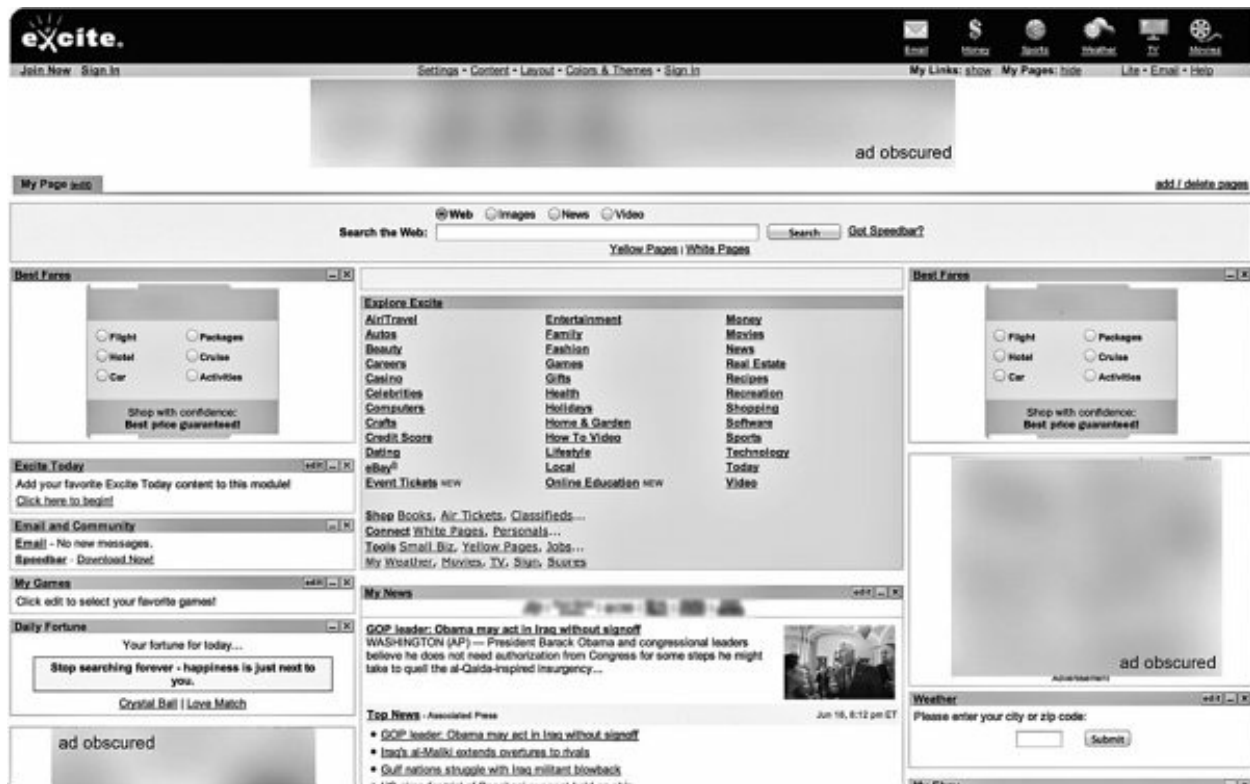 excite.
Email Money Sports Weather TV Movies
Join Now Sign In
Settings • Content • Layout • Colors & Themes • Sign In
My Links: show My Pages: hide
Lite • Email • Help
ad obscured
My Page (edit)
add / delete pages
Web Images News Video
Search the Web:
Search
Got Speedbar?
Yellow Pages | White Pages
Best Fares
Flight Packages
Hotel Cruise
Car Activities
Shop with confidence:
Best price guaranteed!
Excite Today edit
Add your favorite Excite Today content to this module!
Click here to begin!
Email and Community
Email - No new messages.
Speedbar - Download Now!
My Games edit
Click edit to select your favorite games!
Daily Fortune
Your fortune for today...
Stop searching forever - happiness is just next to
you.
Crystal Ball | Love Match
ad obscured
Explore Excite
Air/Travel Entertainment Money
Autos Family Movies
Beauty Fashion News
Careers Games Real Estate
Casino Gifts Recipes
Celebrities Health Recreation
Computers Holidays Shopping
Crafts Home & Garden Software
Credit Score How To Video Sports
Dating Lifestyle Technology
eBay® Local Today
Event Tickets NEW Online Education NEW Video
Shop Books, Air Tickets, Classifieds...
Connect White Pages, Personals...
Tools Small Biz, Yellow Pages, Jobs...
My Weather, Movies, TV, Sign, Scores
My News edit
GOP leader: Obama may act in Iraq without signoff
WASHINGTON (AP) — President Barack Obama and congressional leaders
believe he does not need authorization from Congress for some steps he might
take to quell the al-Qaida-inspired insurgency...
Top News - Associated Press
Jun 18, 8:12 pm ET
• GOP leader: Obama may act in Iraq without signoff
• Iraq's al-Maliki extends overtures to rivals
• Gulf nations struggle with Iraq militant blowback
Best Fares
Flight Packages
Hotel Cruise
Car Activities
Shop with confidence:
Best price guaranteed!
ad obscured
Advertisement
Weather edit
Please enter your city or zip code:
Submit